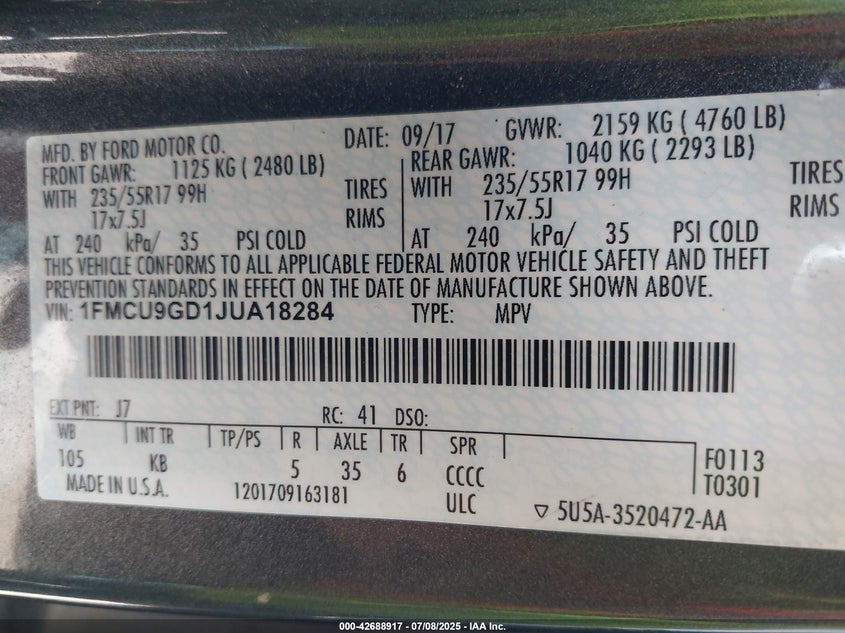 MFD. BY FORD MOTOR CO. DATE: 09/17 GVWR: 2159 KG ( 4760 LB)
FRONT GAWR: 1125 KG ( 2480 LB) REAR GAWR: 1040 KG ( 2293 LB)
WITH 235/55R17 99H TIRES WITH 235/55R17 99H TIRES
17x7.5J RIMS 17x7.5J RIMS
AT 240 kPa/ 35 PSI COLD AT 240 kPa/ 35 PSI COLD
THIS VEHICLE CONFORMS TO ALL APPLICABLE FEDERAL MOTOR VEHICLE SAFETY AND THEFT
PREVENTION STANDARDS IN EFFECT ON THE DATE OF MANUFACTURE SHOWN ABOVE.
VIN: 1FMCU9GD1JUA18284 TYPE: MPV
EXT PNT: J7 RC: 41 DSO:
WB INT TR TP/PS R AXLE TR SPR
105 KB 5 35 6 CCCC F0113
MADE IN U.S.A. 1201709163181 ULC T0301
▽ 5U5A-3520472-AA
000-42688917 - 07/08/2025 - IAA Inc.